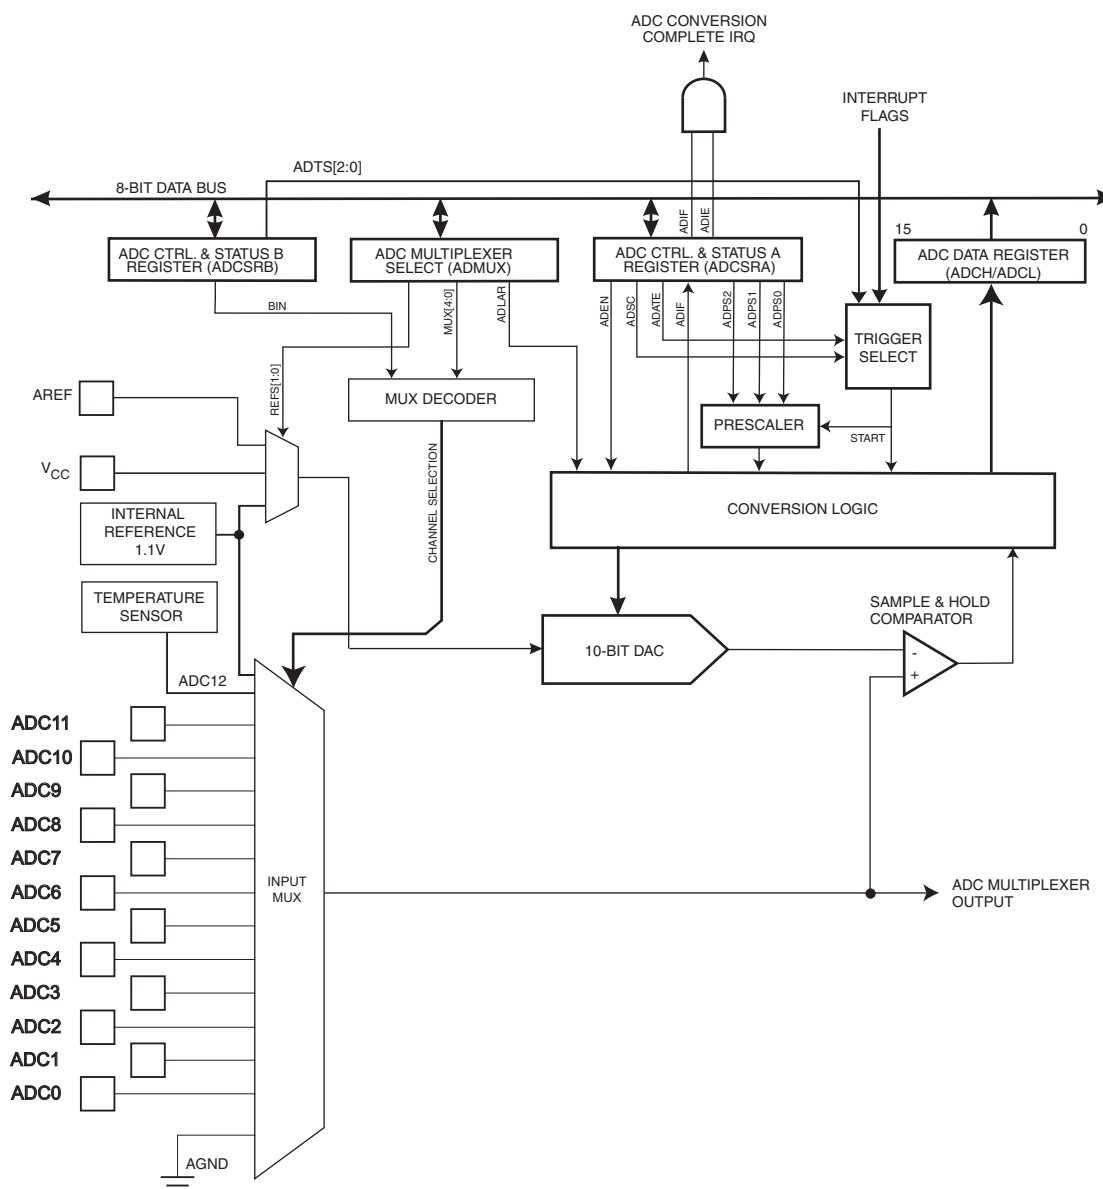 ADC CONVERSION
COMPLETE IRQ
INTERRUPT
FLAGS
ADTS[2:0]
8-BIT DATA BUS
ADIF
ADIE
15
0
ADC CTRL. & STATUS B
REGISTER (ADCSRB)
ADC MULTIPLEXER
SELECT (ADMUX)
ADC CTRL. & STATUS A
REGISTER (ADCSRA)
ADC DATA REGISTER
(ADCH/ADCL)
BIN
MUX[4:0]
ADLAR
ADEN
ADSC
ADATE
ADIF
ADPS2
ADPS1
ADPS0
TRIGGER
SELECT
REFS[1:0]
MUX DECODER
AREF
PRESCALER
START
VCC
CHANNEL SELECTION
INTERNAL
REFERENCE
1.1V
CONVERSION LOGIC
TEMPERATURE
SENSOR
SAMPLE & HOLD
COMPARATOR
10-BIT DAC
-
+
ADC12
ADC11
ADC10
ADC9
ADC8
ADC7
ADC6
INPUT
MUX
ADC MULTIPLEXER
OUTPUT
ADC5
ADC4
ADC3
ADC2
ADC1
ADC0
AGND